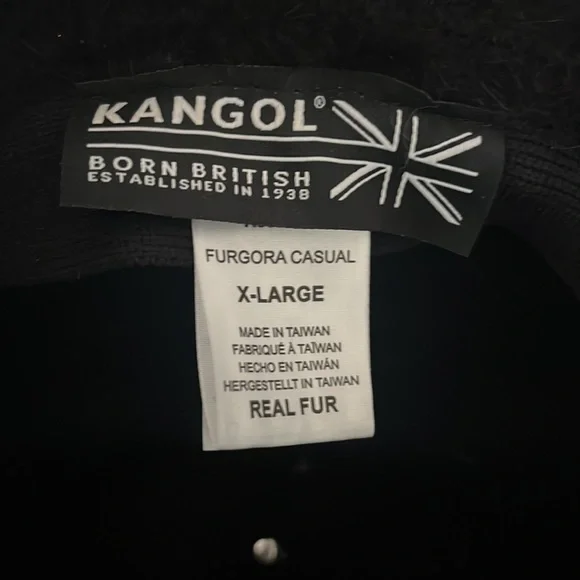 KANGOL®
BORN BRITISH
ESTABLISHED IN 1938
FURGORA CASUAL
X-LARGE
MADE IN TAIWAN
FABRIQUÉ À TAÏWAN
HECHO EN TAIWÁN
HERGESTELLT IN TAIWAN
REAL FUR